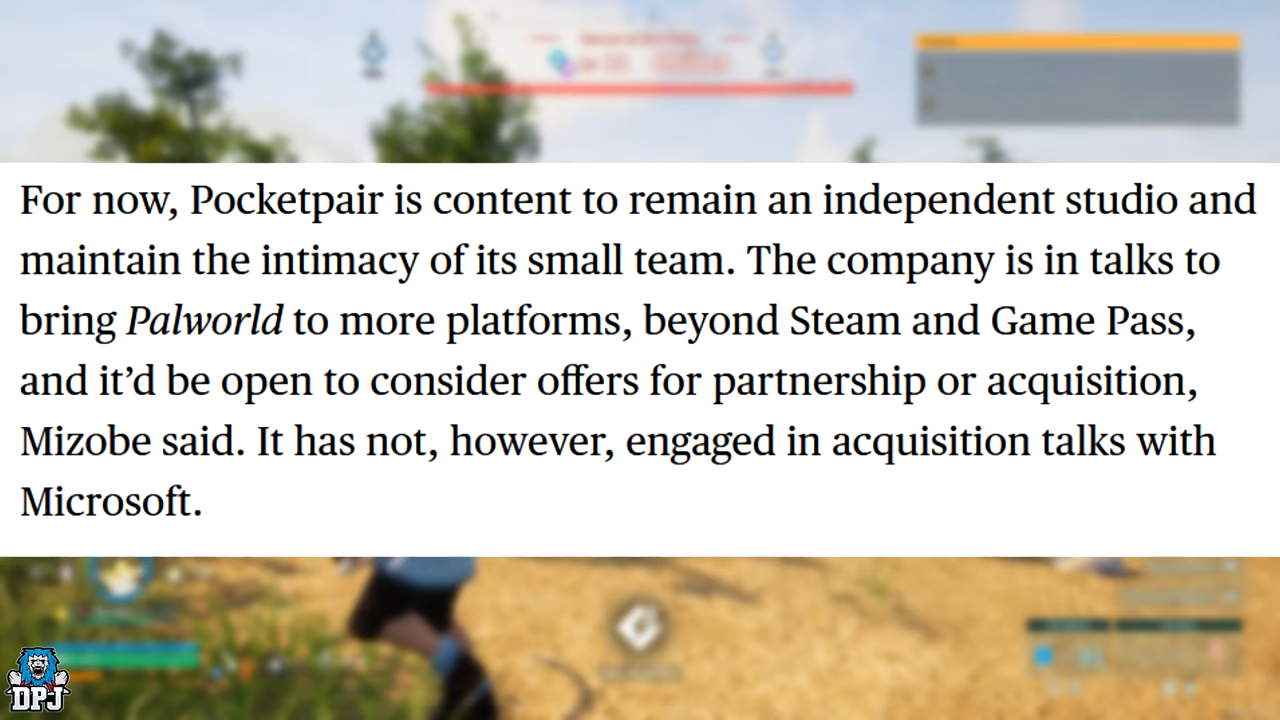 For now, Pocketpair is content to remain an independent studio and
maintain the intimacy of its small team. The company is in talks to
bring Palworld to more platforms, beyond Steam and Game Pass,
and it’d be open to consider offers for partnership or acquisition,
Mizobe said. It has not, however, engaged in acquisition talks with
Microsoft.
DPJ